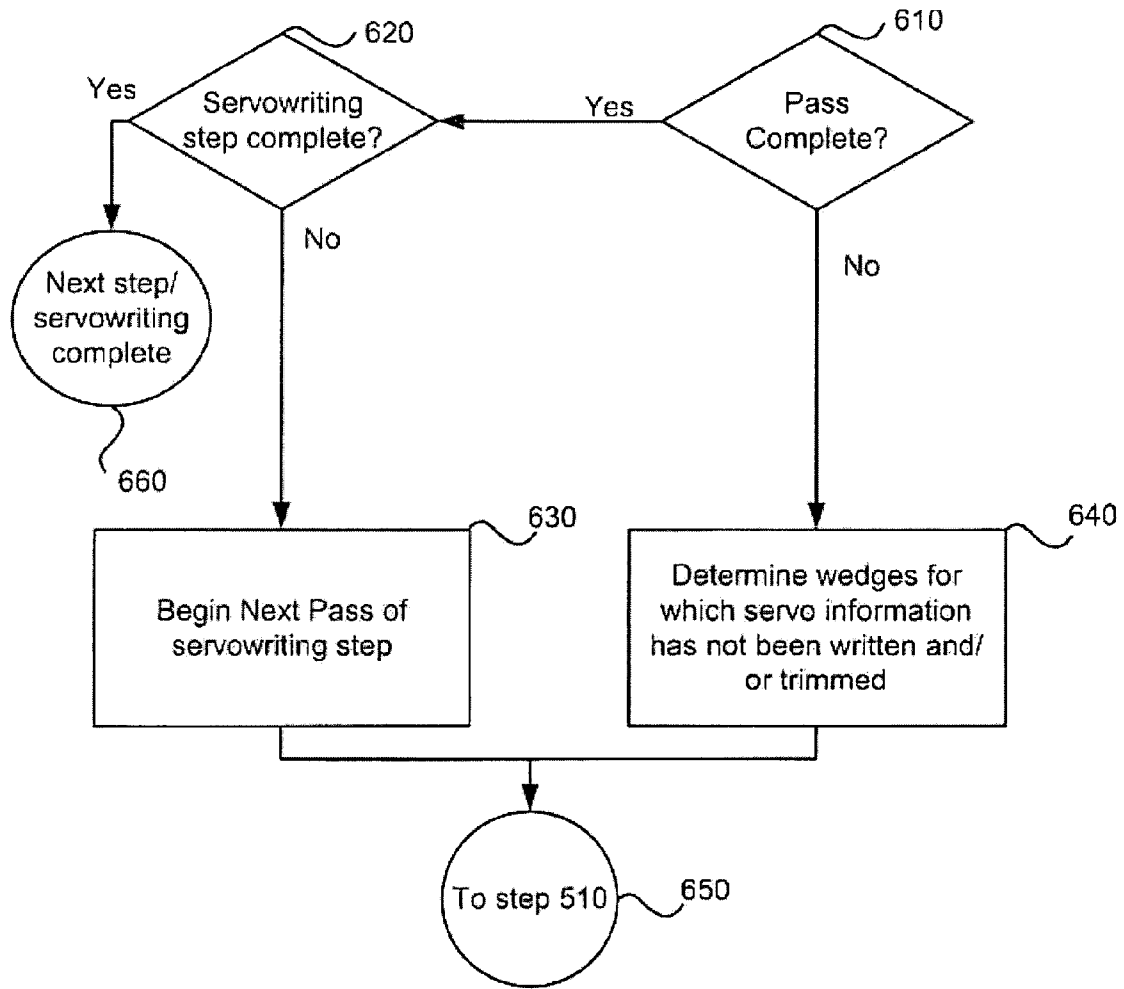 620
610
Yes
Servowriting
step complete?
Yes
Pass
Complete?
No
No
Next step/
servowriting
complete
660
630
640
Begin Next Pass of
servowriting step
Determine wedges for
which servo information
has not been written and/
or trimmed
To step 510
650